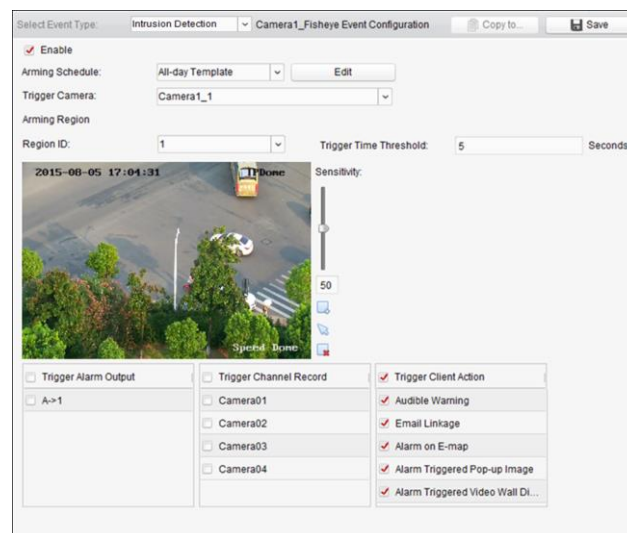 Select Event Type: Intrusion Detection Camera1_Fisheye Event Configuration Copy to... Save
Enable
Arming Schedule: All-day Template Edit
Trigger Camera: Camera1_1
Arming Region
Region ID: 1 Trigger Time Threshold: 5 Seconds
2015-08-05 17:04:31 IPDome Sensitivity:
50
Speed Dome
Trigger Alarm Output Trigger Channel Record Trigger Client Action
A->1 Camera01 Audible Warning
Camera02 Email Linkage
Camera03 Alarm on E-map
Camera04 Alarm Triggered Pop-up Image
Alarm Triggered Video Wall Di...